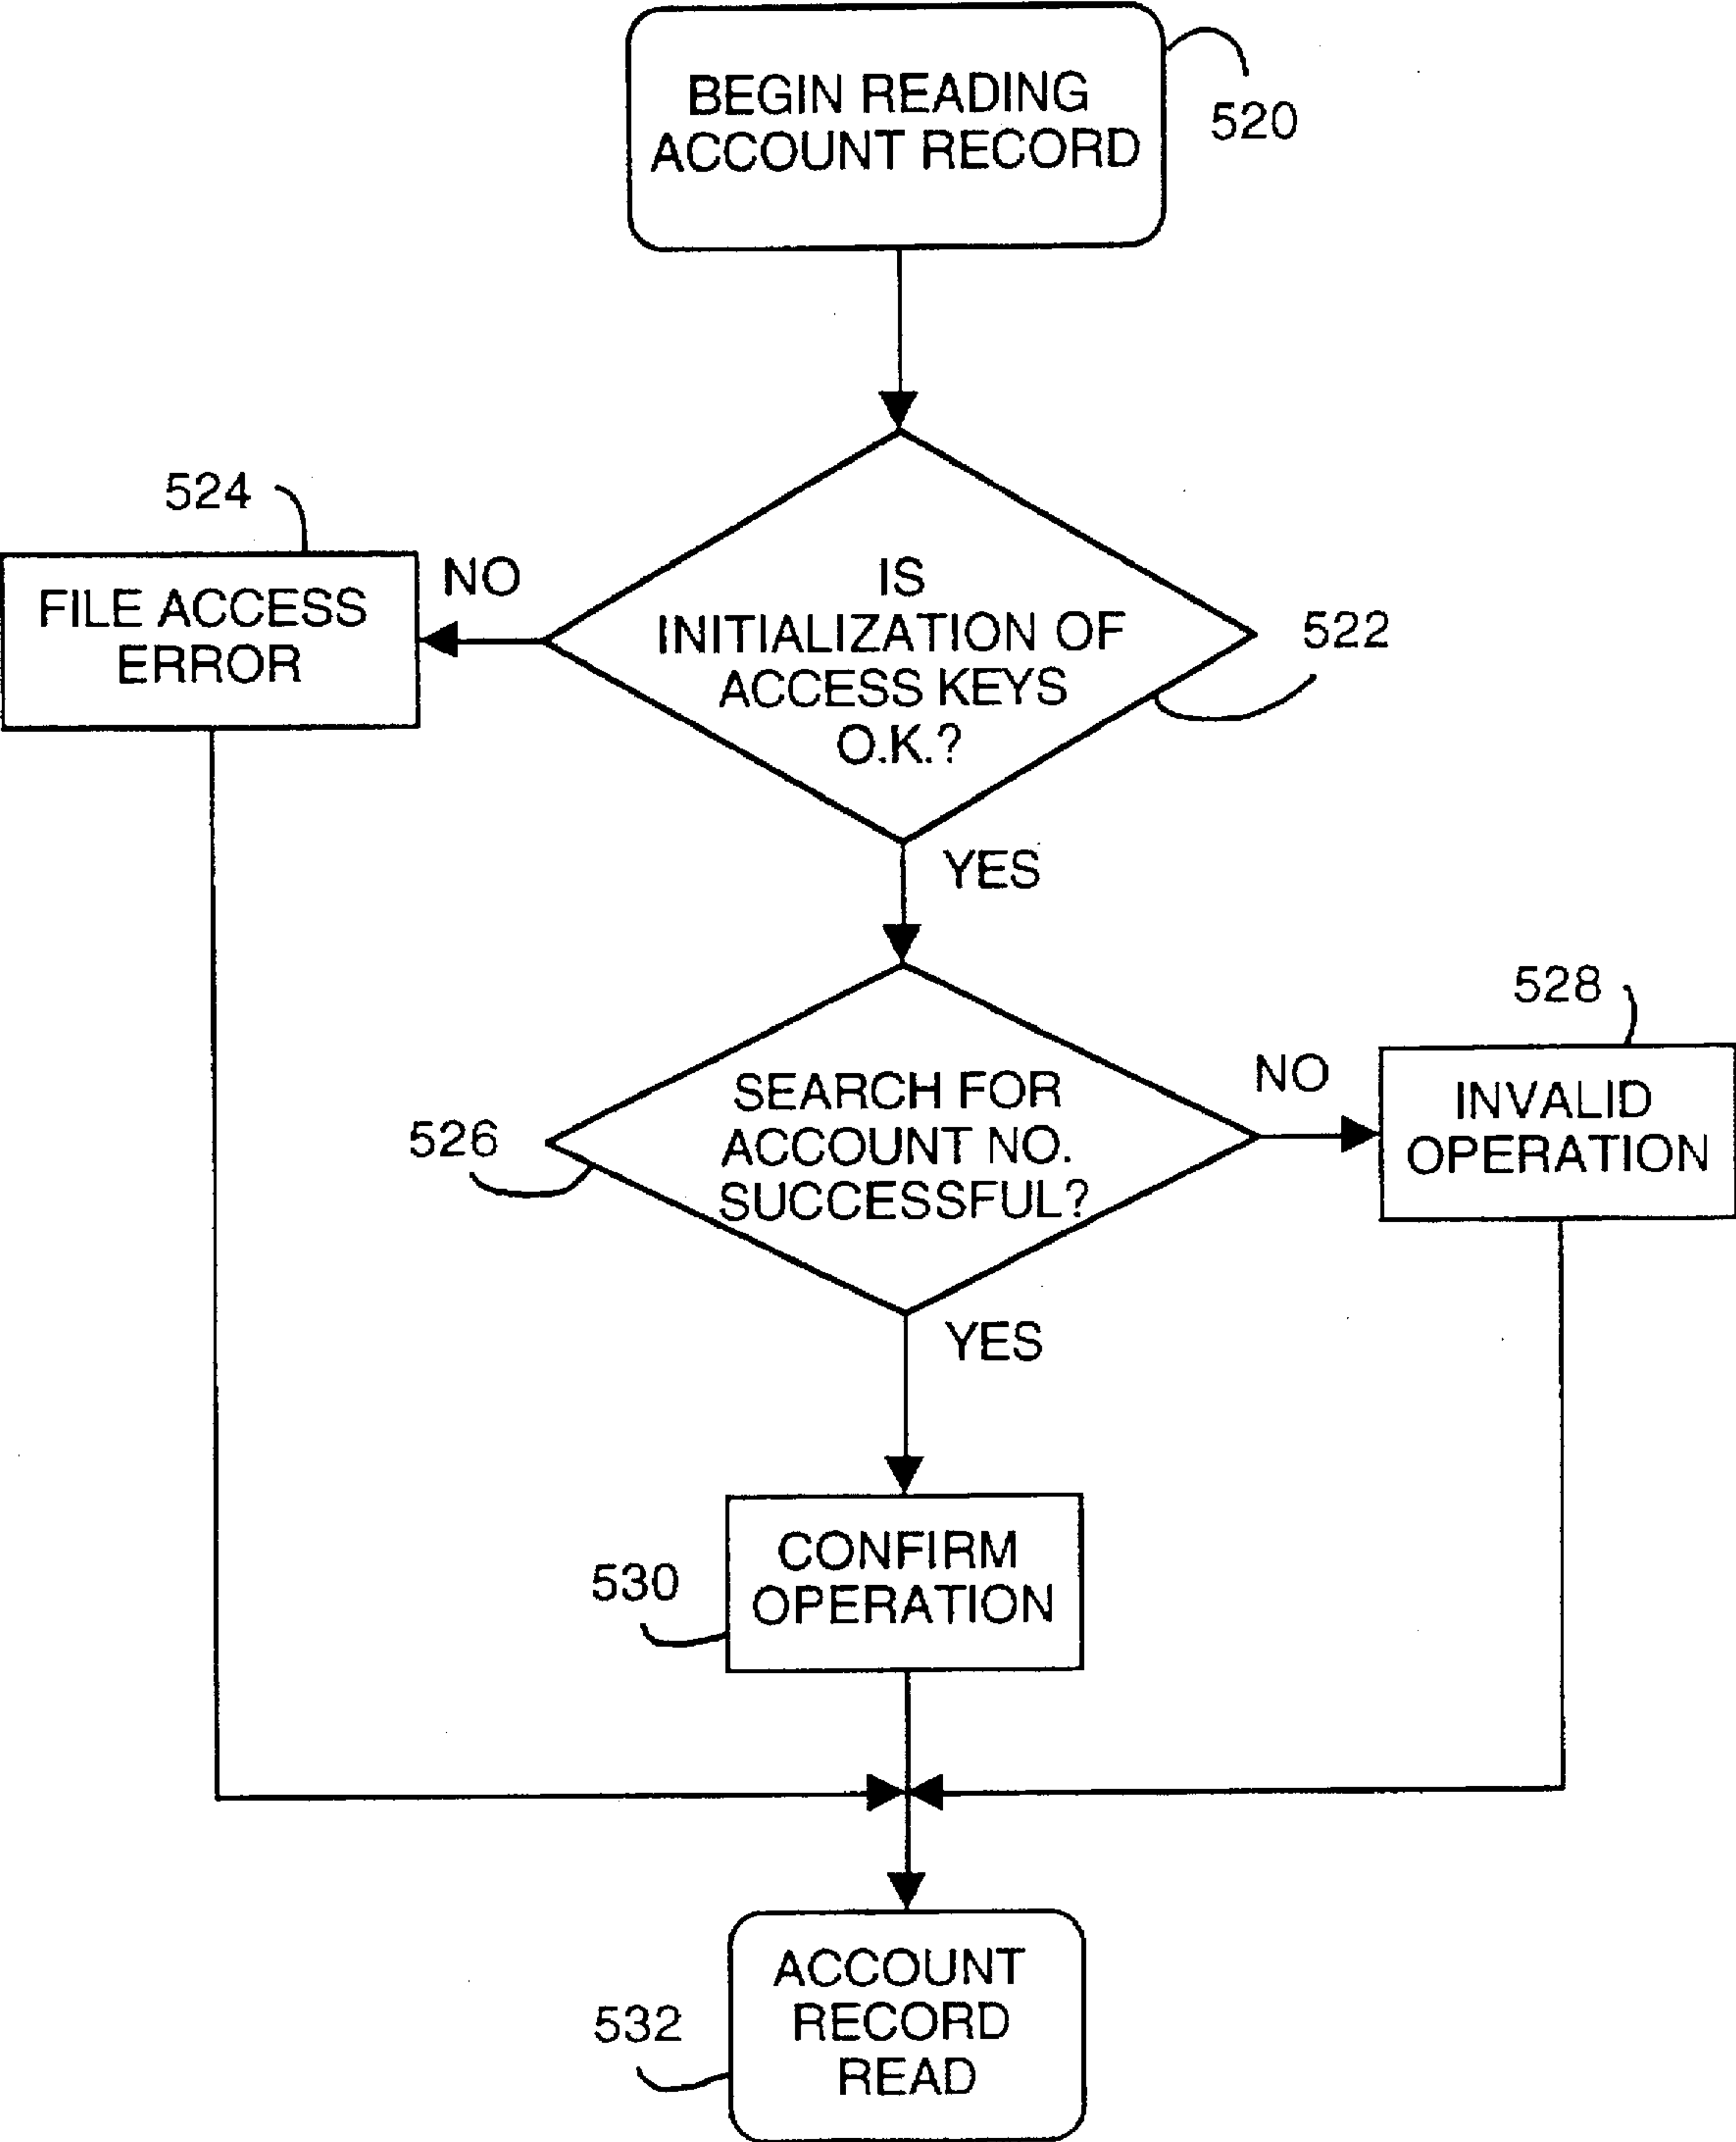 BEGIN READING
ACCOUNT RECORD
520
524
NO
FILE ACCESS
ERROR
IS
INITIALIZATION OF
ACCESS KEYS
O.K.?
522
YES
528
526
SEARCH FOR
ACCOUNT NO.
SUCCESSFUL?
NO
INVALID
OPERATION
YES
530
CONFIRM
OPERATION
532
ACCOUNT
RECORD
READ